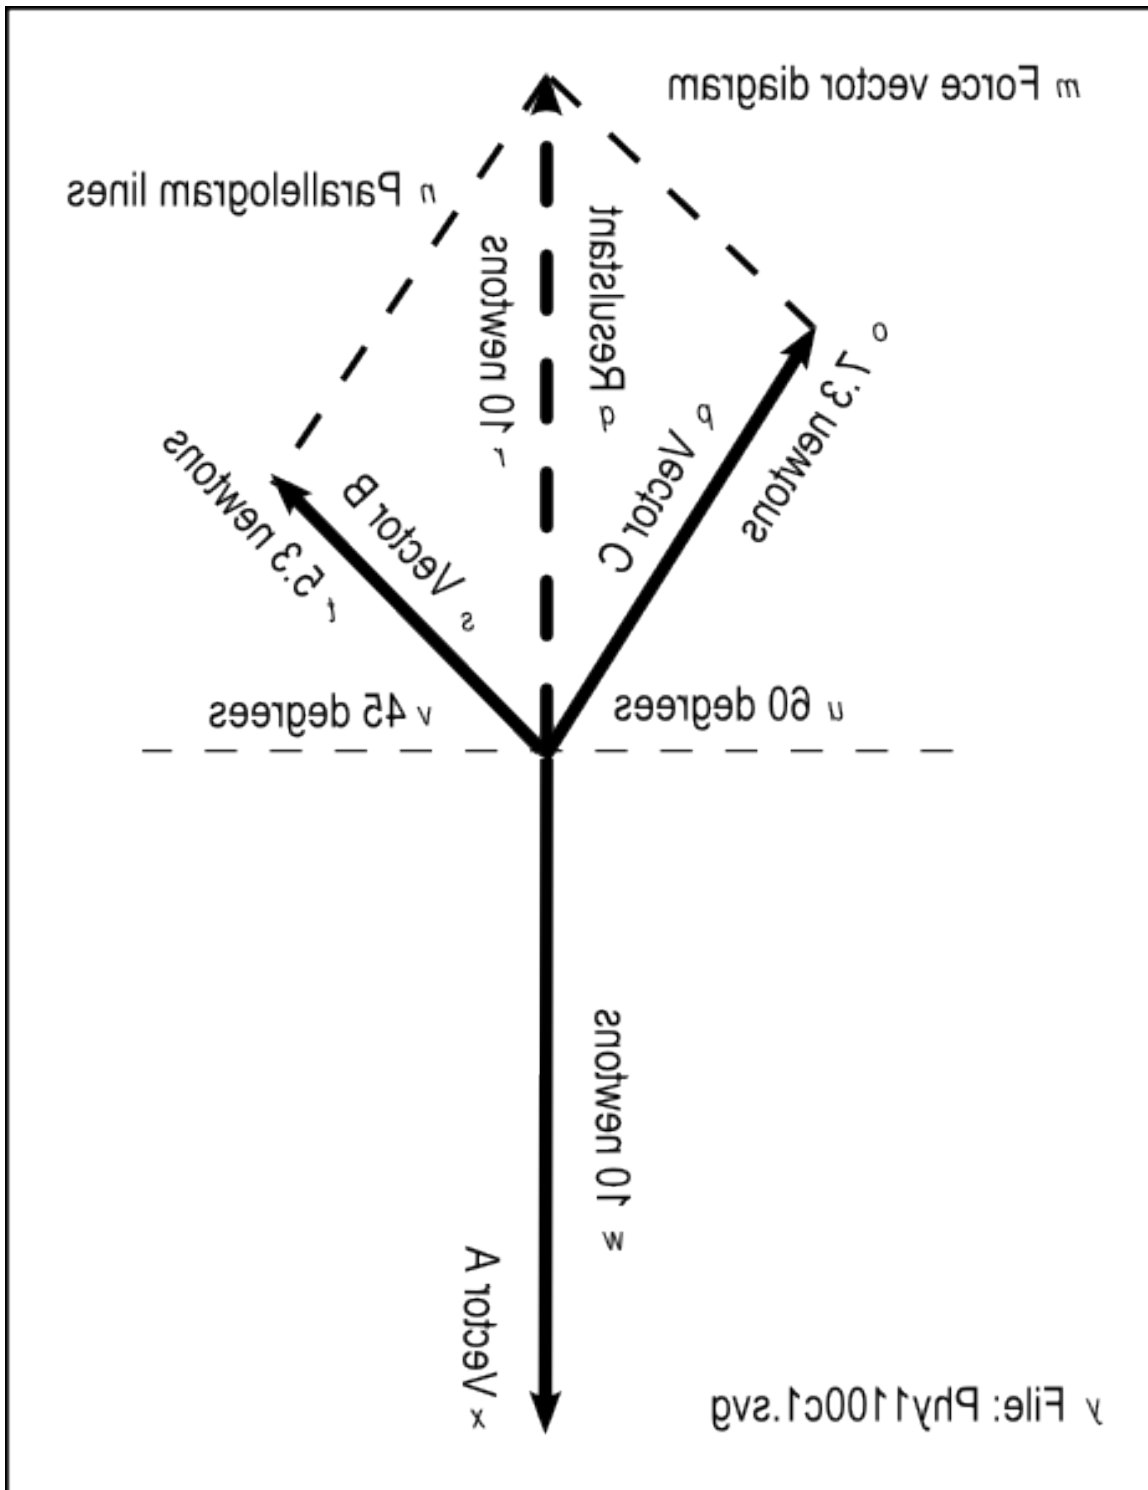 m Force vector diagram
n Parallelogram lines
o 7.3 newtons
p Vector C
q Resulstant
r 10 newtons
s Vector B
t 5.3 newtons
u 60 degrees
v 45 degrees
w 10 newtons
x Vector A
y File: Phy1100c1.svg